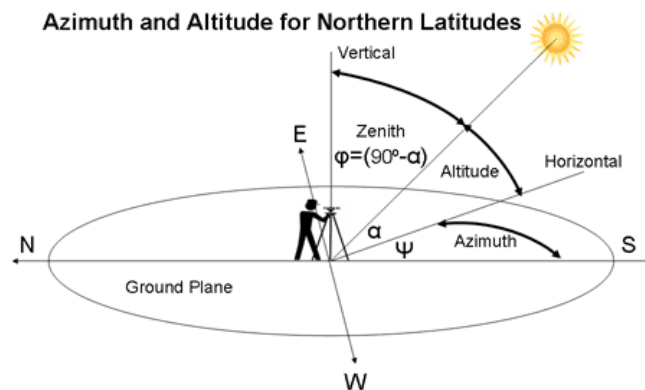 Azimuth and Altitude for Northern Latitudes
Vertical
E
Zenith
φ=(90º-α)
Altitude
Horizontal
α
Ψ
Azimuth
N
S
Ground Plane
W